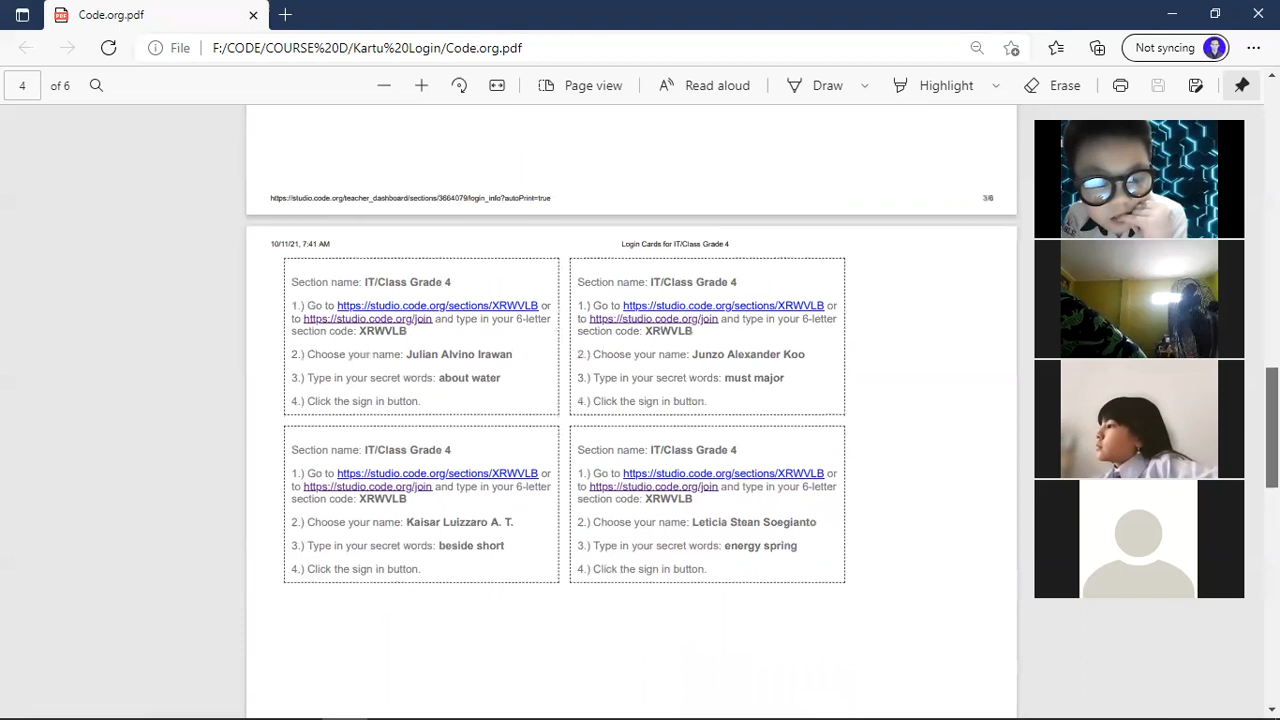 Code.org.pdf
File F:/CODE/COURSE%20D/Kartu%20Login/Code.org.pdf Not syncing
4 of 6 Page view Read aloud Draw Highlight Erase
https://studio.code.org/teacher_dashboard/sections/3664079/login_info?autoPrint=true 3/6
10/11/21, 7:41 AM Login Cards for IT/Class Grade 4
Section name: IT/Class Grade 4
1.) Go to https://studio.code.org/sections/XRWVLB or
to https://studio.code.org/join and type in your 6-letter
section code: XRWVLB
2.) Choose your name: Julian Alvino Irawan
3.) Type in your secret words: about water
4.) Click the sign in button.
Section name: IT/Class Grade 4
1.) Go to https://studio.code.org/sections/XRWVLB or
to https://studio.code.org/join and type in your 6-letter
section code: XRWVLB
2.) Choose your name: Junzo Alexander Koo
3.) Type in your secret words: must major
4.) Click the sign in button.
Section name: IT/Class Grade 4
1.) Go to https://studio.code.org/sections/XRWVLB or
to https://studio.code.org/join and type in your 6-letter
section code: XRWVLB
2.) Choose your name: Kaisar Luizzaro A. T.
3.) Type in your secret words: beside short
4.) Click the sign in button.
Section name: IT/Class Grade 4
1.) Go to https://studio.code.org/sections/XRWVLB or
to https://studio.code.org/join and type in your 6-letter
section code: XRWVLB
2.) Choose your name: Leticia Stean Soegianto
3.) Type in your secret words: energy spring
4.) Click the sign in button.